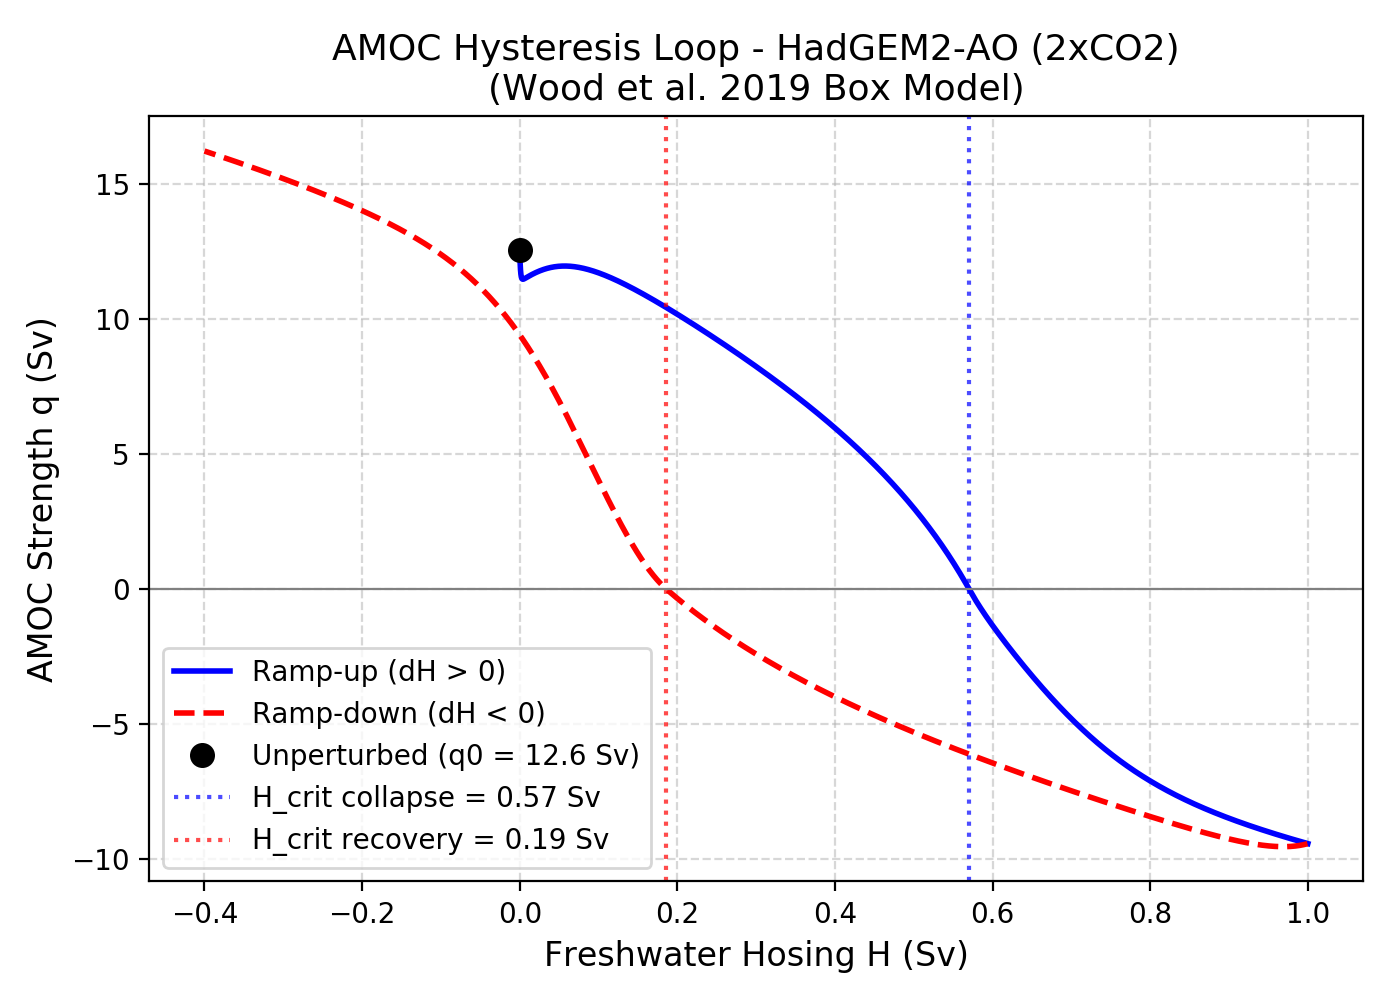 AMOC Hysteresis Loop - HadGEM2-AO (2xCO2)
(Wood et al. 2019 Box Model)
AMOC Strength q (Sv)
15
10
5
0
−5
−10
Ramp-up (dH > 0)
Ramp-down (dH < 0)
Unperturbed (q0 = 12.6 Sv)
H_crit collapse = 0.57 Sv
H_crit recovery = 0.19 Sv
−0.4 −0.2 0.0 0.2 0.4 0.6 0.8 1.0
Freshwater Hosing H (Sv)